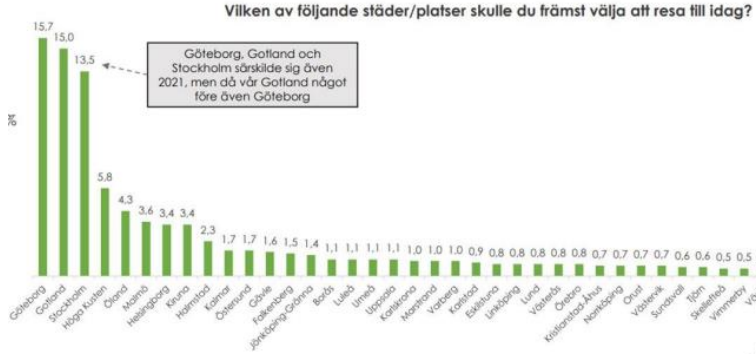 Vilken av följande städer/platser skulle du främst välja att resa till idag?
Göteborg, Gotland och
Stockholm särskilde sig även
2021, men då vår Gotland något
före även Göteborg
%
15,7
15,0
13,5
5,8
4,3
3,6
3,4
3,4
2,3
1,7
1,7
1,6
1,5
1,4
1,1
1,1
1,1
1,1
1,0
1,0
1,0
0,9
0,8
0,8
0,8
0,8
0,8
0,7
0,7
0,7
0,7
0,6
0,6
0,5
0,5
Göteborg
Gotland
Stockholm
Höga Kusten
Öland
Malmö
Helsingborg
Kiruna
Halmstad
Kalmar
Östersund
Gävle
Falkenberg
Jönköping-Gränna
Borås
Luleå
Umeå
Uppsala
Karlskrona
Marstrand
Varberg
Karlstad
Eskilstuna
Linköping
Lund
Västerås
Örebro
Kristianstad-Åhus
Norrköping
Orust
Västervik
Sundsvall
Tjörn
Skellefteå
Vimmerby